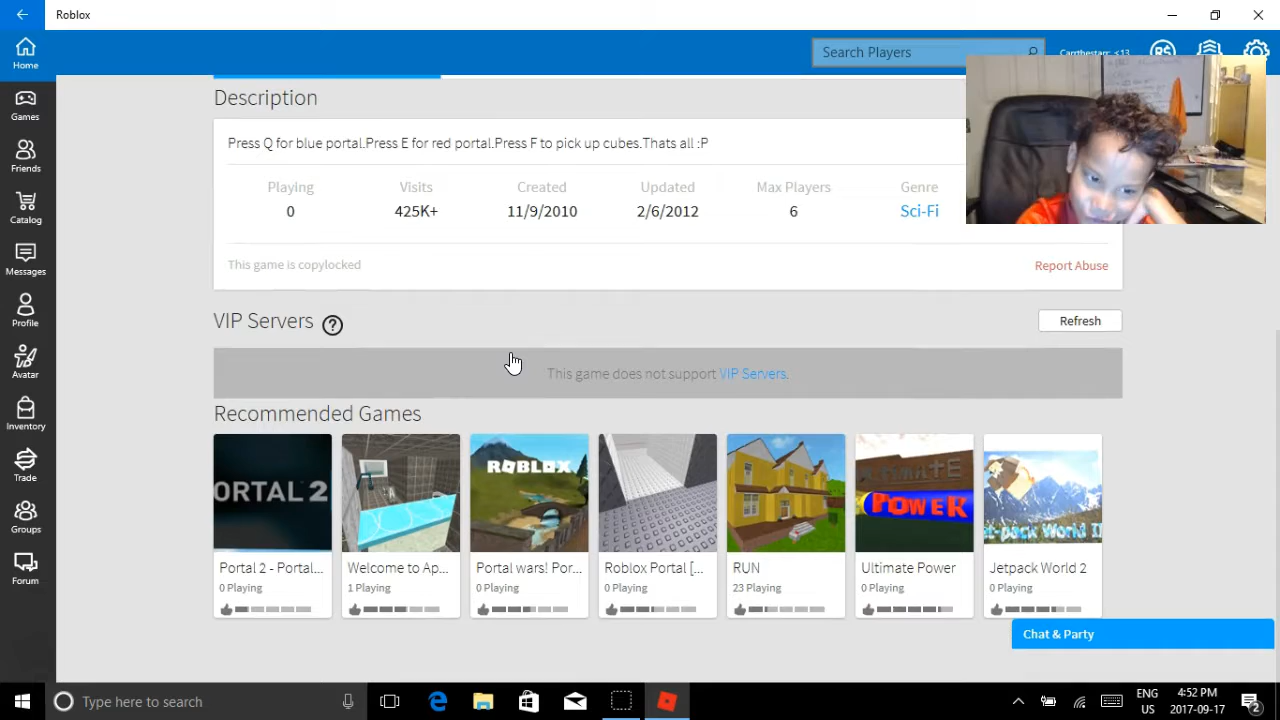 Roblox
Search Players
Home
Games
Friends
Catalog
Messages
Profile
Avatar
Inventory
Trade
Groups
Forum
Description
Press Q for blue portal.Press E for red portal.Press F to pick up cubes.Thats all :P
Playing Visits Created Updated Max Players Genre
0 425K+ 11/9/2010 2/6/2012 6 Sci-Fi
This game is copylocked Report Abuse
VIP Servers ? Refresh
This game does not support VIP Servers.
Recommended Games
ORTAL 2
ROBLOX
POWER
Portal 2 - Portal... Welcome to Ap... Portal wars! Por... Roblox Portal [... RUN Ultimate Power Jetpack World 2
0 Playing 1 Playing 0 Playing 0 Playing 23 Playing 0 Playing 0 Playing
Chat & Party
Type here to search
ENG
US
4:52 PM
2017-09-17
2